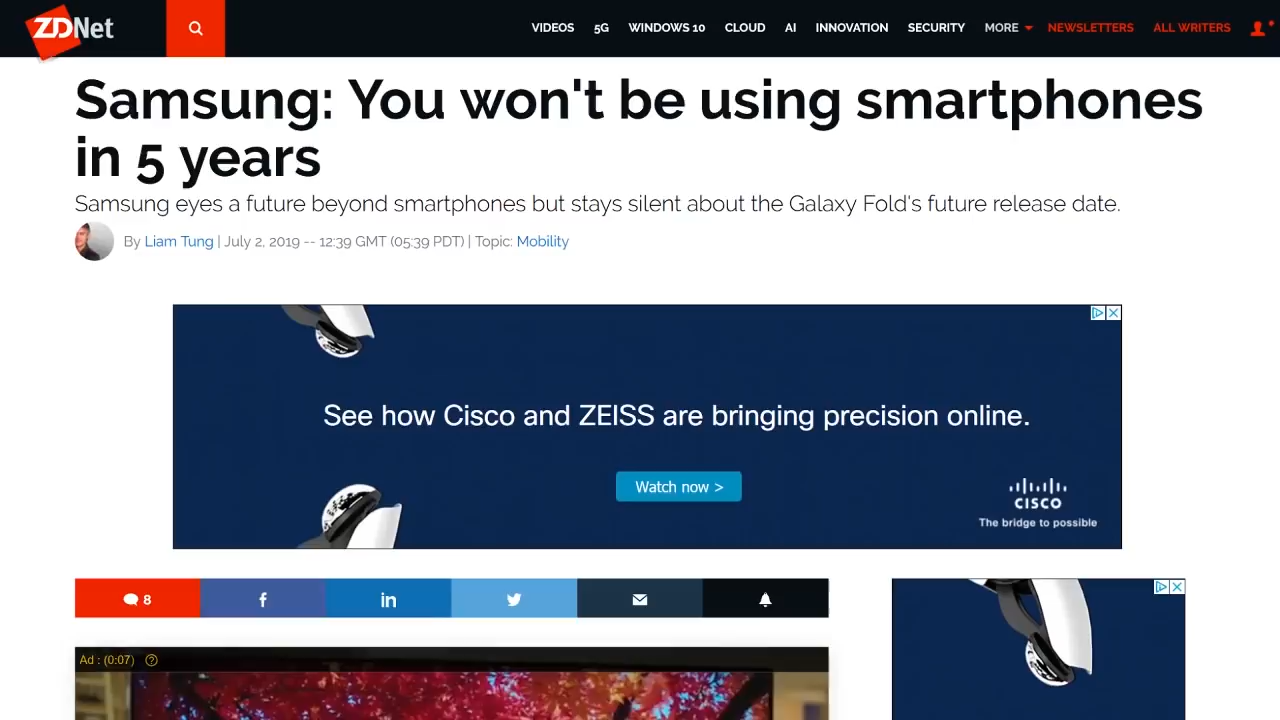 ZDNet
VIDEOS 5G WINDOWS 10 CLOUD AI INNOVATION SECURITY MORE NEWSLETTERS ALL WRITERS
Samsung: You won't be using smartphones
in 5 years
Samsung eyes a future beyond smartphones but stays silent about the Galaxy Fold's future release date.
By Liam Tung | July 2, 2019 -- 12:39 GMT (05:39 PDT) | Topic: Mobility
See how Cisco and ZEISS are bringing precision online.
Watch now >
CISCO
The bridge to possible
8
Ad : (0:07)